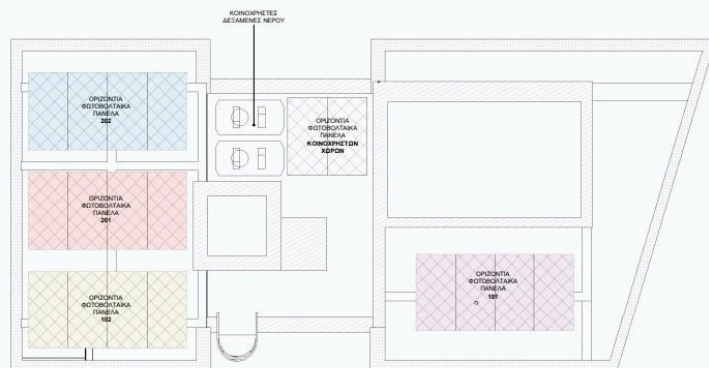 ΚΟΙΝΟΧΡΗΣΤΕΣ
ΔΕΞΑΜΕΝΕΣ ΝΕΡΟΥ
ΟΡΙΖΟΝΤΙΑ
ΦΩΤΟΒΟΛΤΑΙΚΑ
ΠΑΝΕΛΑ
202
ΟΡΙΖΟΝΤΙΑ
ΦΩΤΟΒΟΛΤΑΙΚΑ
ΠΑΝΕΛΑ
ΚΟΙΝΟΧΡΗΣΤΩΝ
ΧΩΡΩΝ
ΟΡΙΖΟΝΤΙΑ
ΦΩΤΟΒΟΛΤΑΙΚΑ
ΠΑΝΕΛΑ
201
ΟΡΙΖΟΝΤΙΑ
ΦΩΤΟΒΟΛΤΑΙΚΑ
ΠΑΝΕΛΑ
102
ΟΡΙΖΟΝΤΙΑ
ΦΩΤΟΒΟΛΤΑΙΚΑ
ΠΑΝΕΛΑ
101